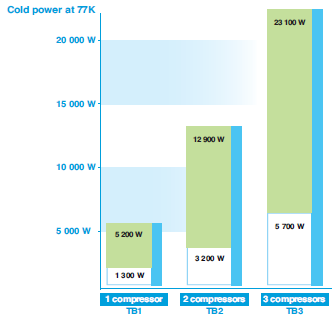 Cold power at 77K
23 100 W
20 000 W
15 000 W
12 900 W
10 000 W
5 000 W
5 200 W
5 700 W
3 200 W
1 300 W
1 compressor
2 compressors
3 compressors
TB1
TB2
TB3